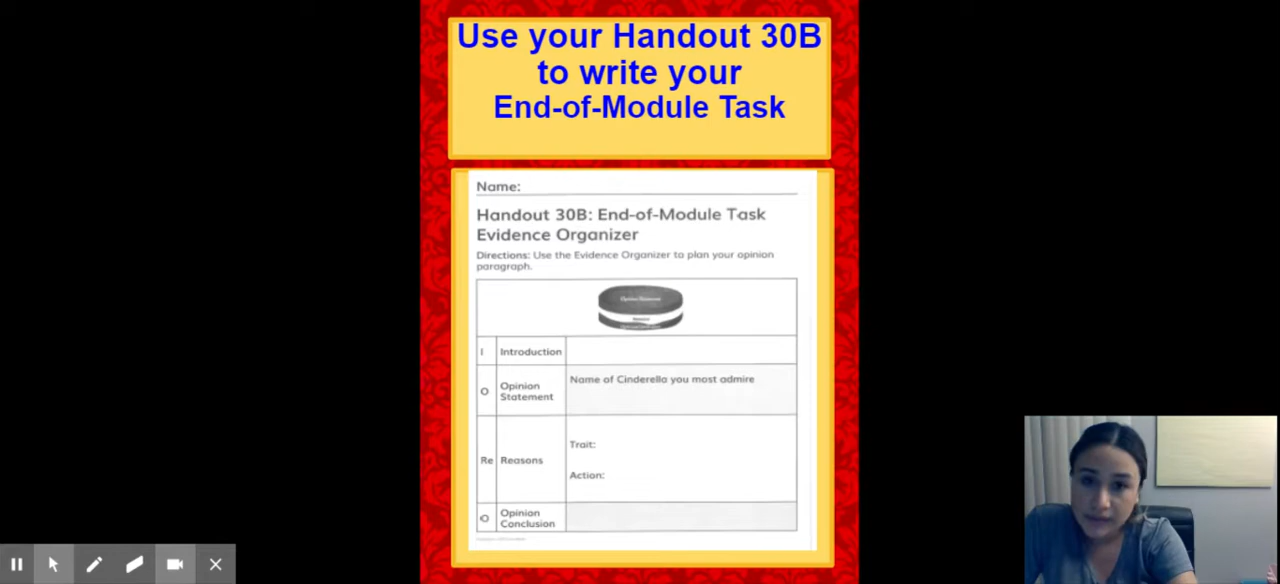 Use your Handout 30B
to write your
End-of-Module Task
Name:
Handout 30B: End-of-Module Task
Evidence Organizer
Directions: Use the Evidence Organizer to plan your opinion
paragraph.
Opinion Statement
I Introduction
O Opinion Statement
Name of Cinderella you most admire
Re Reasons
Trait:
Action:
O Opinion Conclusion